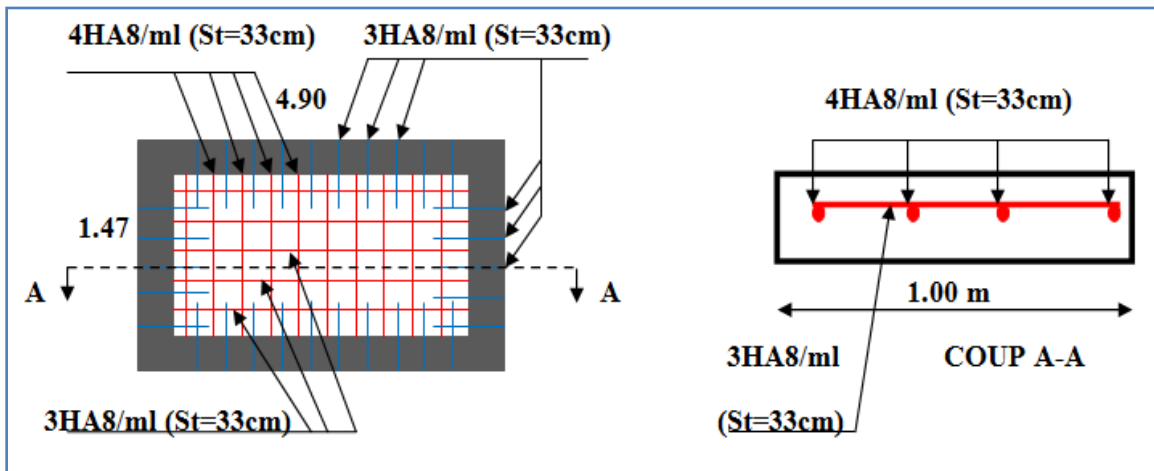 4HA8/ml (St=33cm)
3HA8/ml (St=33cm)
4.90
1.47
A
A
3HA8/ml (St=33cm)
4HA8/ml (St=33cm)
1.00 m
3HA8/ml
COUP A-A
(St=33cm)